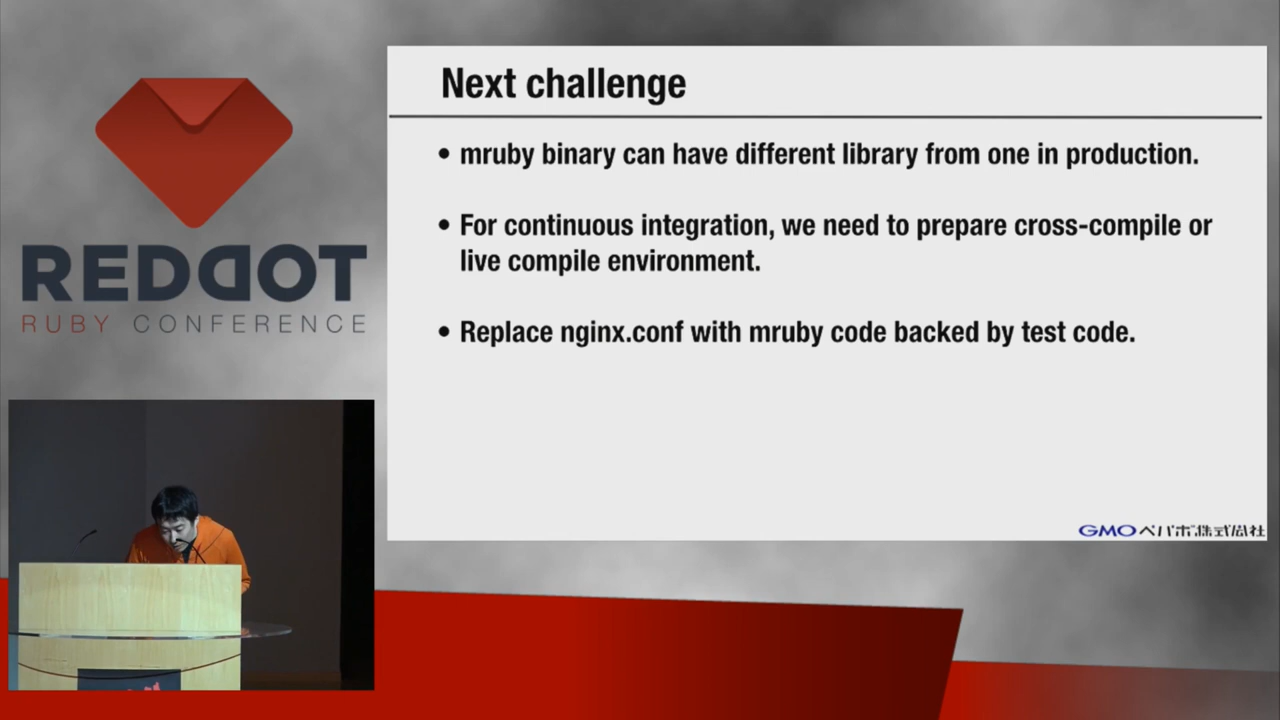 REDDOT
RUBY CONFERENCE
Next challenge
• mruby binary can have different library from one in production.
• For continuous integration, we need to prepare cross-compile or
live compile environment.
• Replace nginx.conf with mruby code backed by test code.
GMOペパボ株式会社